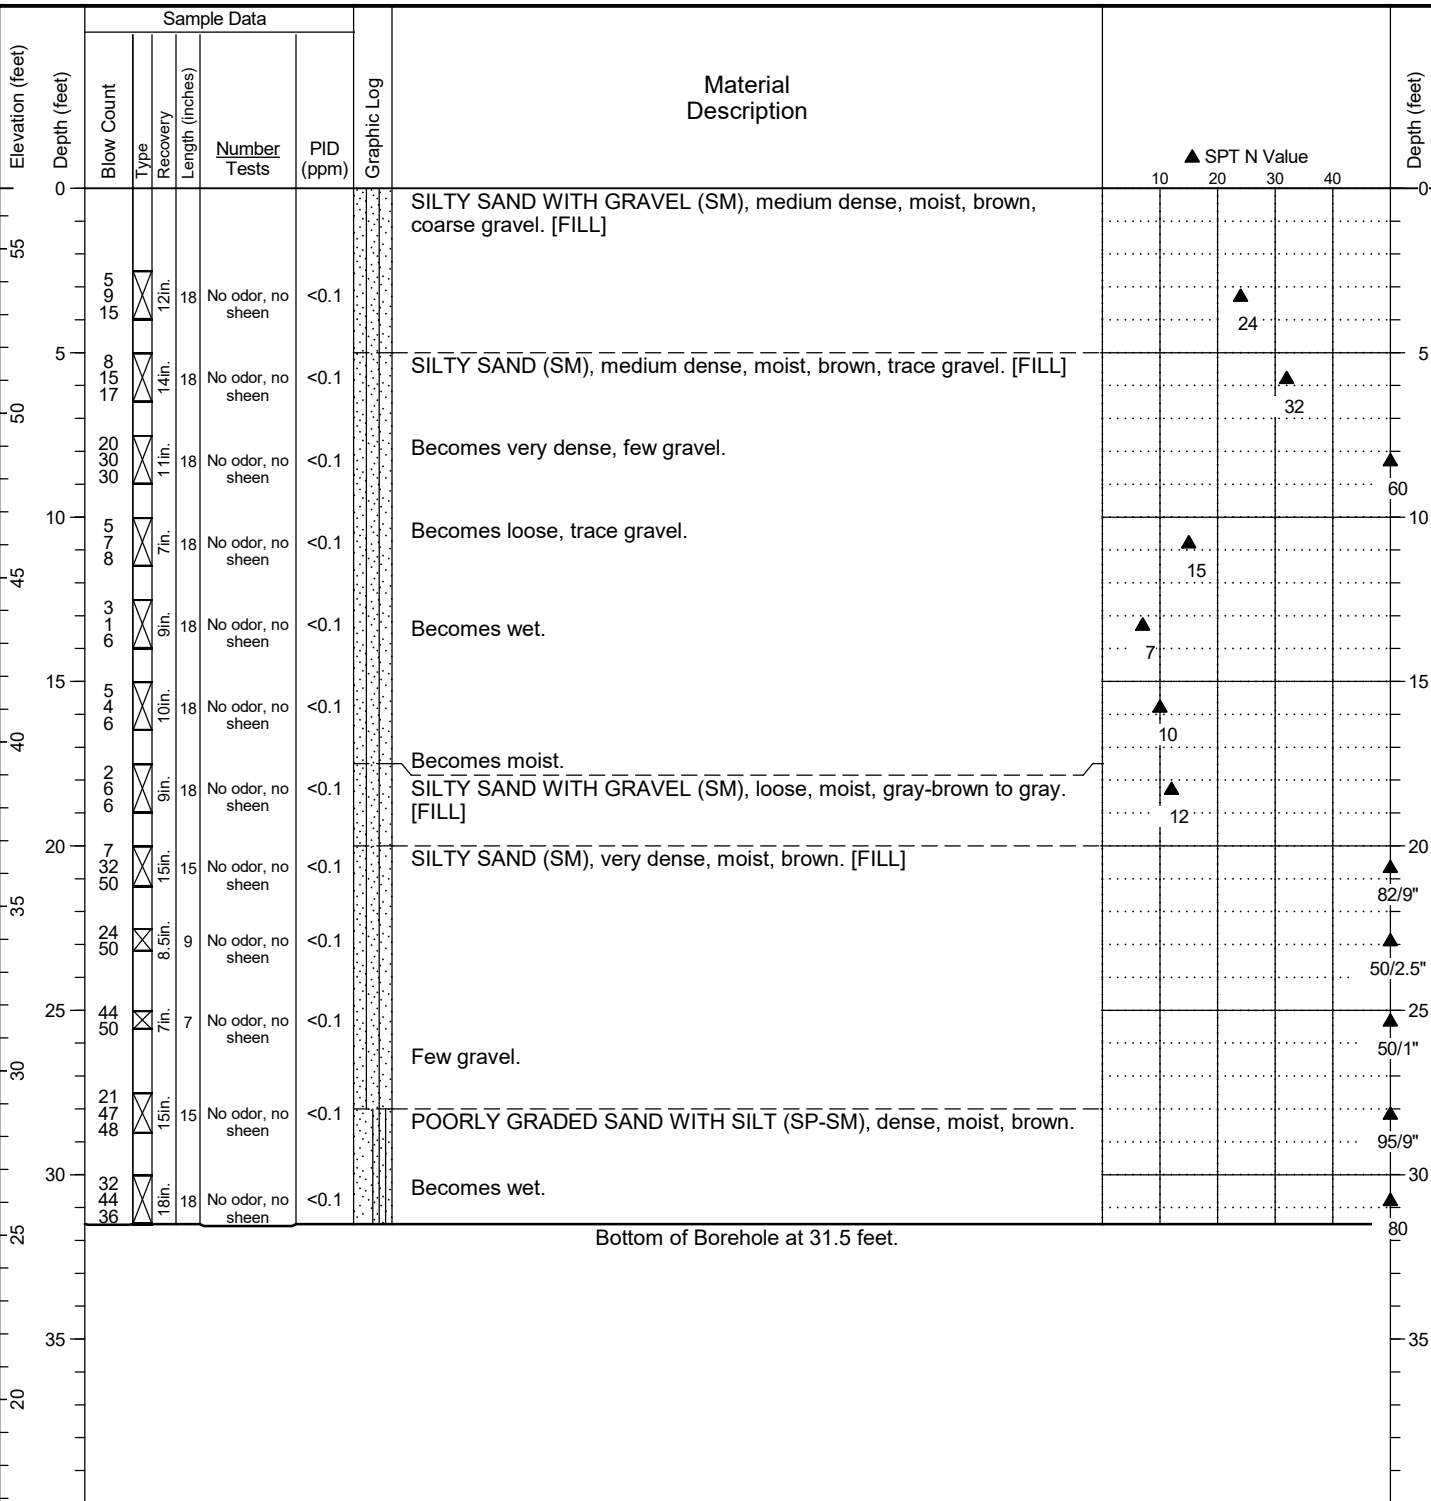 Sample Data
Elevation (feet)
Depth (feet)
Blow Count
Type
Recovery
Length (inches)
Number
Tests
PID
(ppm)
Graphic Log
Material
Description
▲ SPT N Value
10 20 30 40
Depth (feet)
0 SILTY SAND WITH GRAVEL (SM), medium dense, moist, brown, 0
coarse gravel. [FILL]
55
5
9 12in. 18 No odor, no <0.1
15 sheen
24
5 5
8 SILTY SAND (SM), medium dense, moist, brown, trace gravel. [FILL]
15 14in. 18 No odor, no <0.1
17 sheen
32
50
20 Becomes very dense, few gravel.
30 11in. 18 No odor, no <0.1
30 sheen
60
10 10
5 Becomes loose, trace gravel.
7 7in. 18 No odor, no <0.1
8 sheen
15
45
3
1 9in. 18 No odor, no <0.1 Becomes wet.
6 sheen
7
15 15
5
4 10in. 18 No odor, no <0.1
6 sheen
10
40
Becomes moist.
2
6 9in. 18 No odor, no <0.1 SILTY SAND WITH GRAVEL (SM), loose, moist, gray-brown to gray.
6 sheen [FILL]
12
20 20
7 SILTY SAND (SM), very dense, moist, brown. [FILL]
32 15in. 15 No odor, no <0.1
50 sheen
82/9"
35
24 8.5in. 9 No odor, no <0.1
50 sheen
50/2.5"
25 25
44 7in. 7 No odor, no <0.1
50 sheen
50/1"
Few gravel.
30
21
47 15in. 15 No odor, no <0.1 POORLY GRADED SAND WITH SILT (SP-SM), dense, moist, brown.
48 sheen
95/9"
30 30
32 Becomes wet.
44 18in. 18 No odor, no <0.1
36 sheen
80
25
Bottom of Borehole at 31.5 feet.
35 35
20